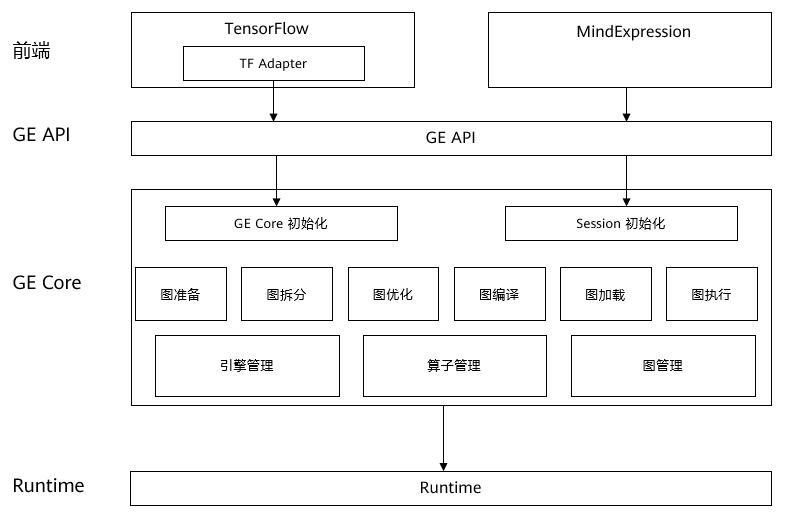 前端
TensorFlow
TF Adapter
MindExpression
GE API
GE API
GE Core 初始化
Session 初始化
GE Core
图准备
图拆分
图优化
图编译
图加载
图执行
引擎管理
算子管理
图管理
Runtime
Runtime